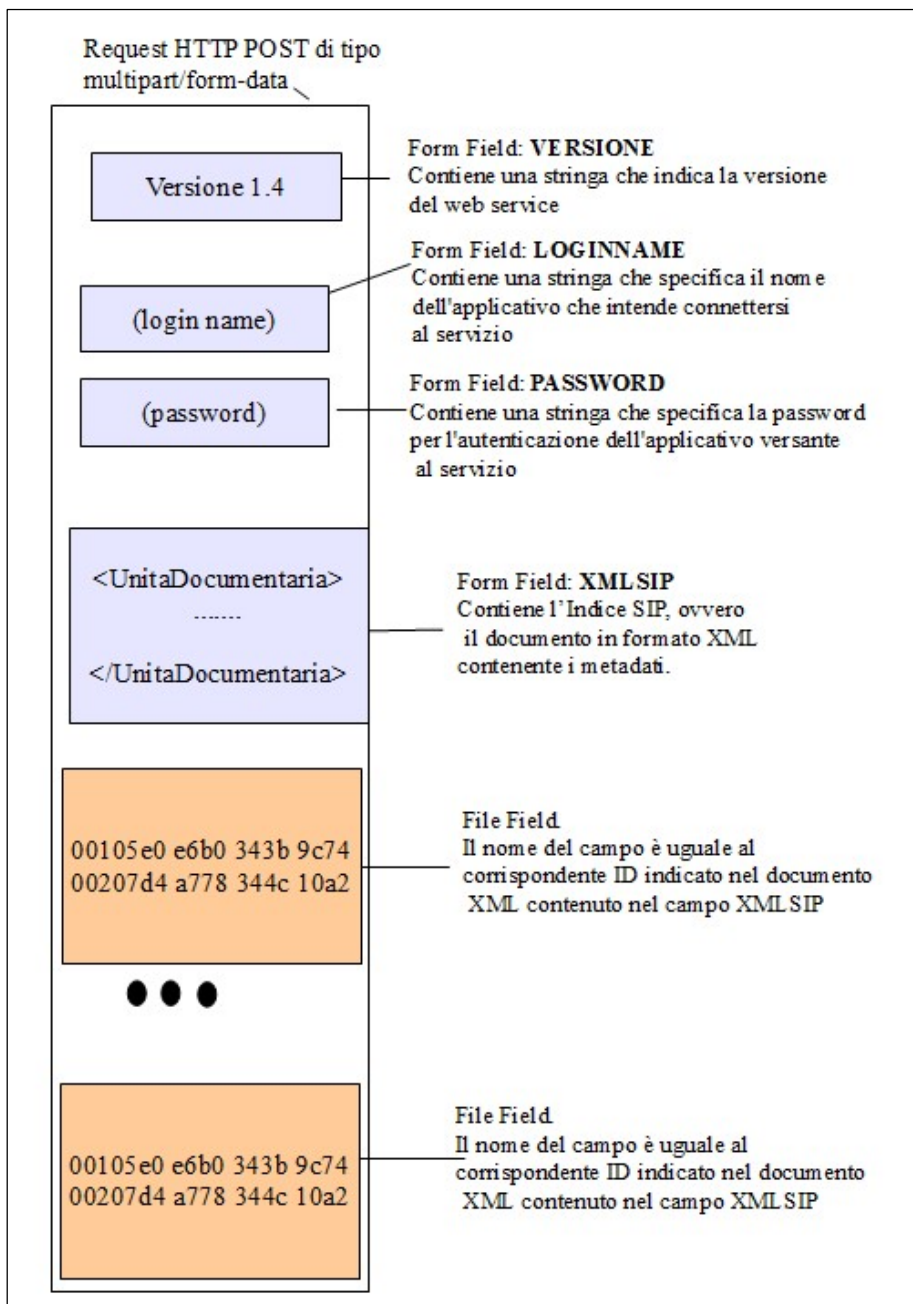 Request HTTP POST di tipo
multipart/form-data
Versione 1.4
Form Field: VERSIONE
Contiene una stringa che indica la versione
del web service
(login name)
Form Field: LOGINNAME
Contiene una stringa che specifica il nome
dell'applicativo che intende connettersi
al servizio
(password)
Form Field: PASSWORD
Contiene una stringa che specifica la password
per l'autenticazione dell'applicativo versante
al servizio
<UnitaDocumentaria>
.......
</UnitaDocumentaria>
Form Field: XMLSIP
Contiene l'Indice SIP, ovvero
il documento in formato XML
contenente i metadati.
00105e0 e6b0 343b 9c74
00207d4 a778 344c 10a2
File Field.
Il nome del campo è uguale al
corrispondente ID indicato nel documento
XML contenuto nel campo XMLSIP
00105e0 e6b0 343b 9c74
00207d4 a778 344c 10a2
File Field.
Il nome del campo è uguale al
corrispondente ID indicato nel documento
XML contenuto nel campo XMLSIP